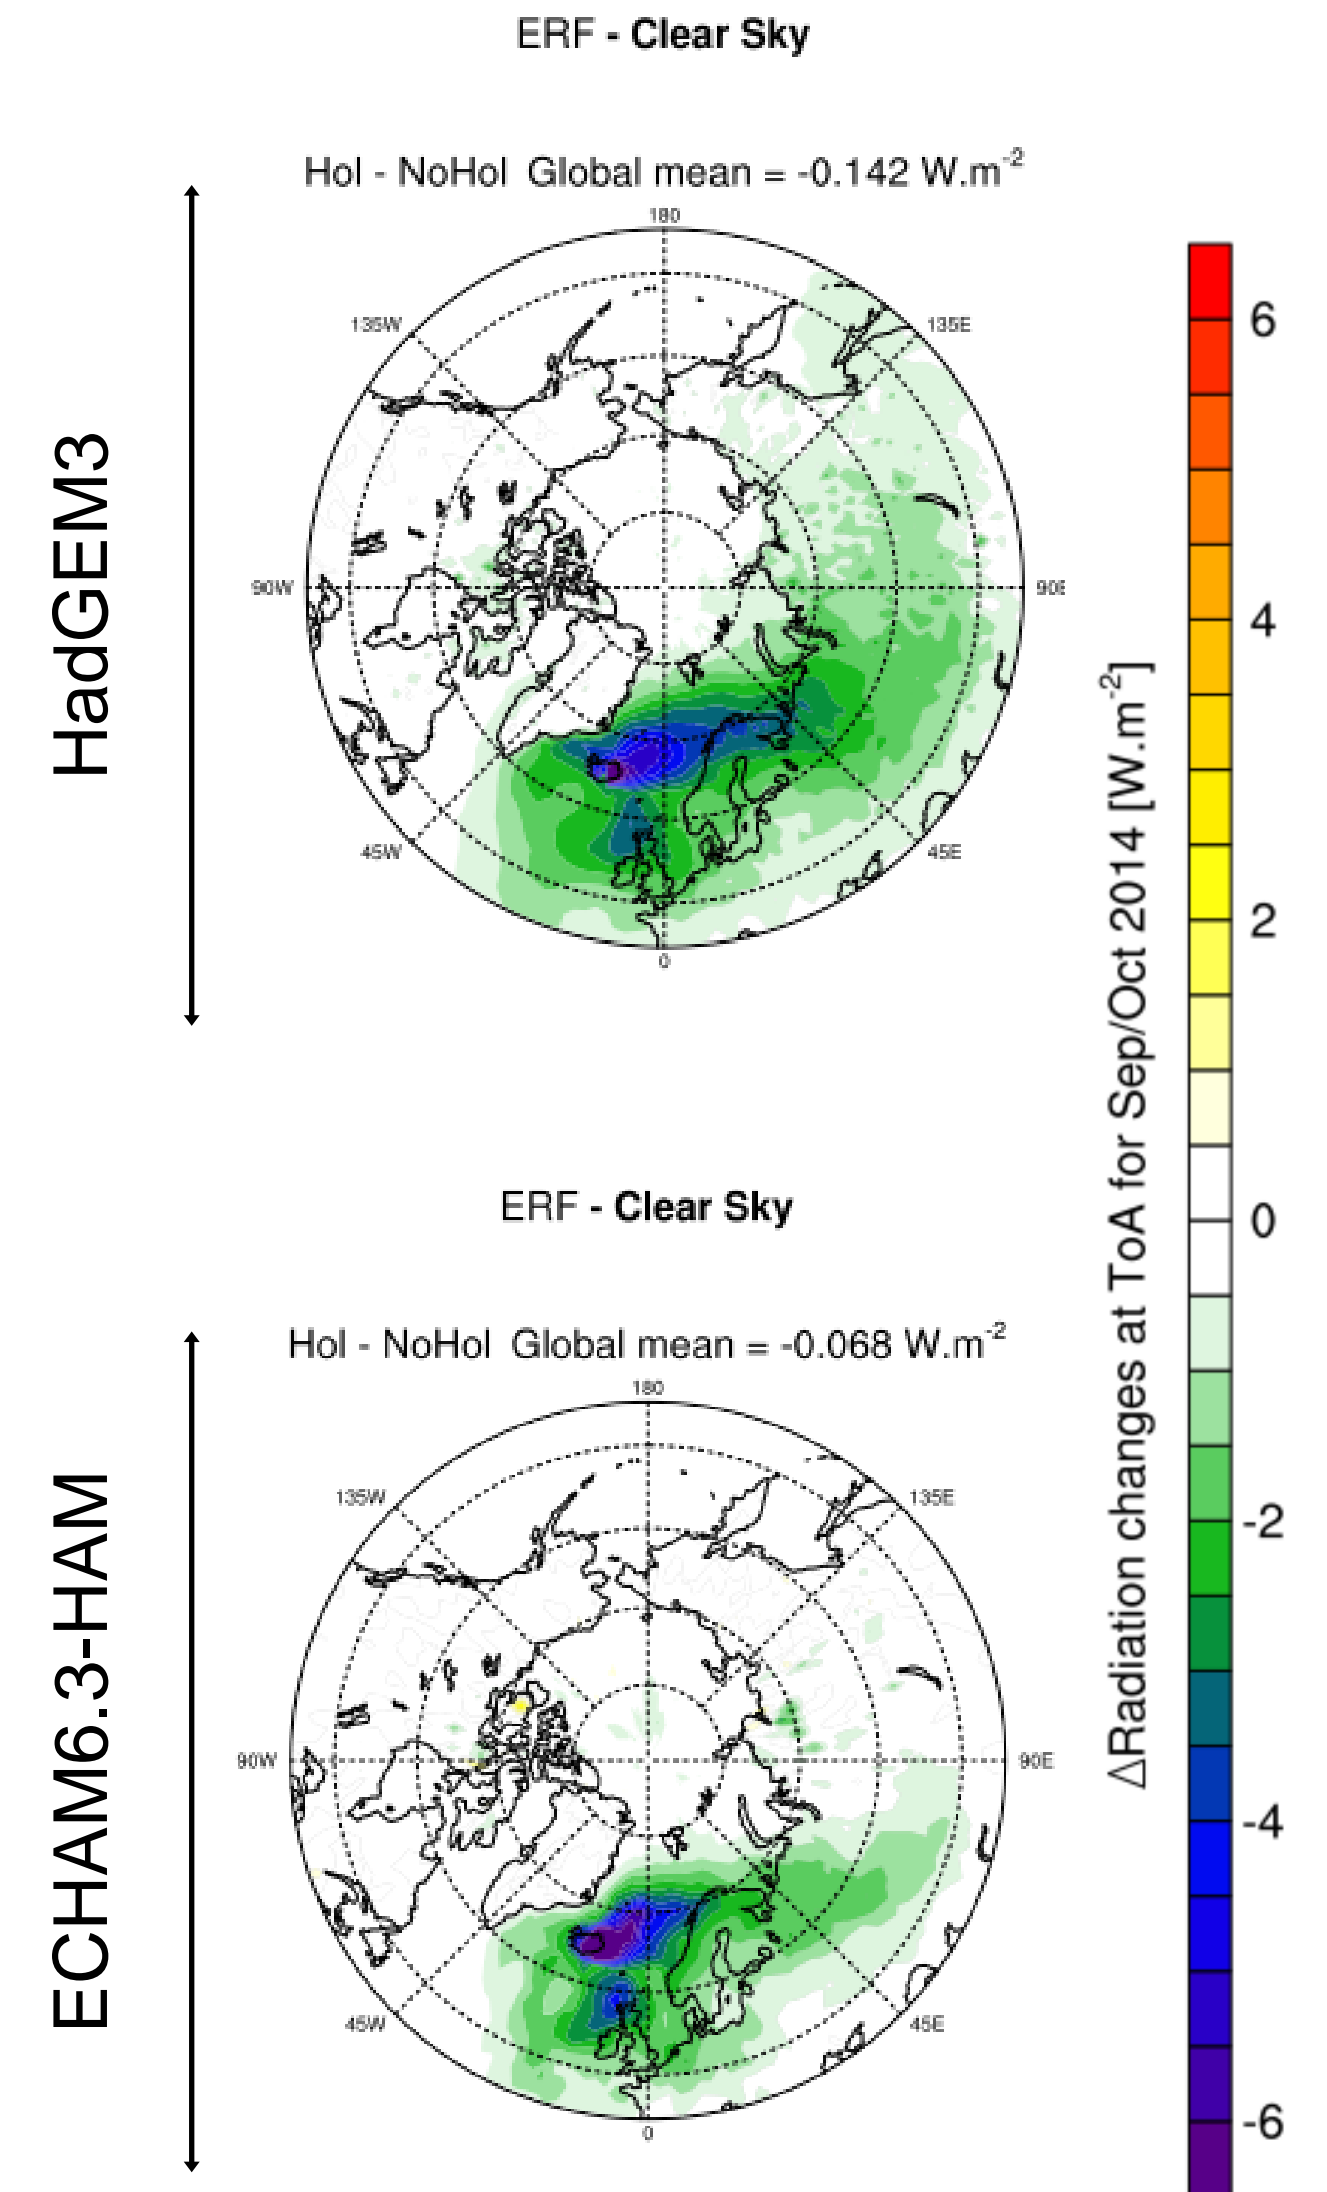 ERF - Clear Sky
Hol - NoHol Global mean = -0.142 W.m-2
180
135W
135E
90W
90E
45W
45E
0
HadGEM3
ERF - Clear Sky
Hol - NoHol Global mean = -0.068 W.m-2
180
135W
135E
90W
90E
45W
45E
0
ECHAM6.3-HAM
ΔRadiation changes at ToA for Sep/Oct 2014 [W.m-2]
6
4
2
0
-2
-4
-6